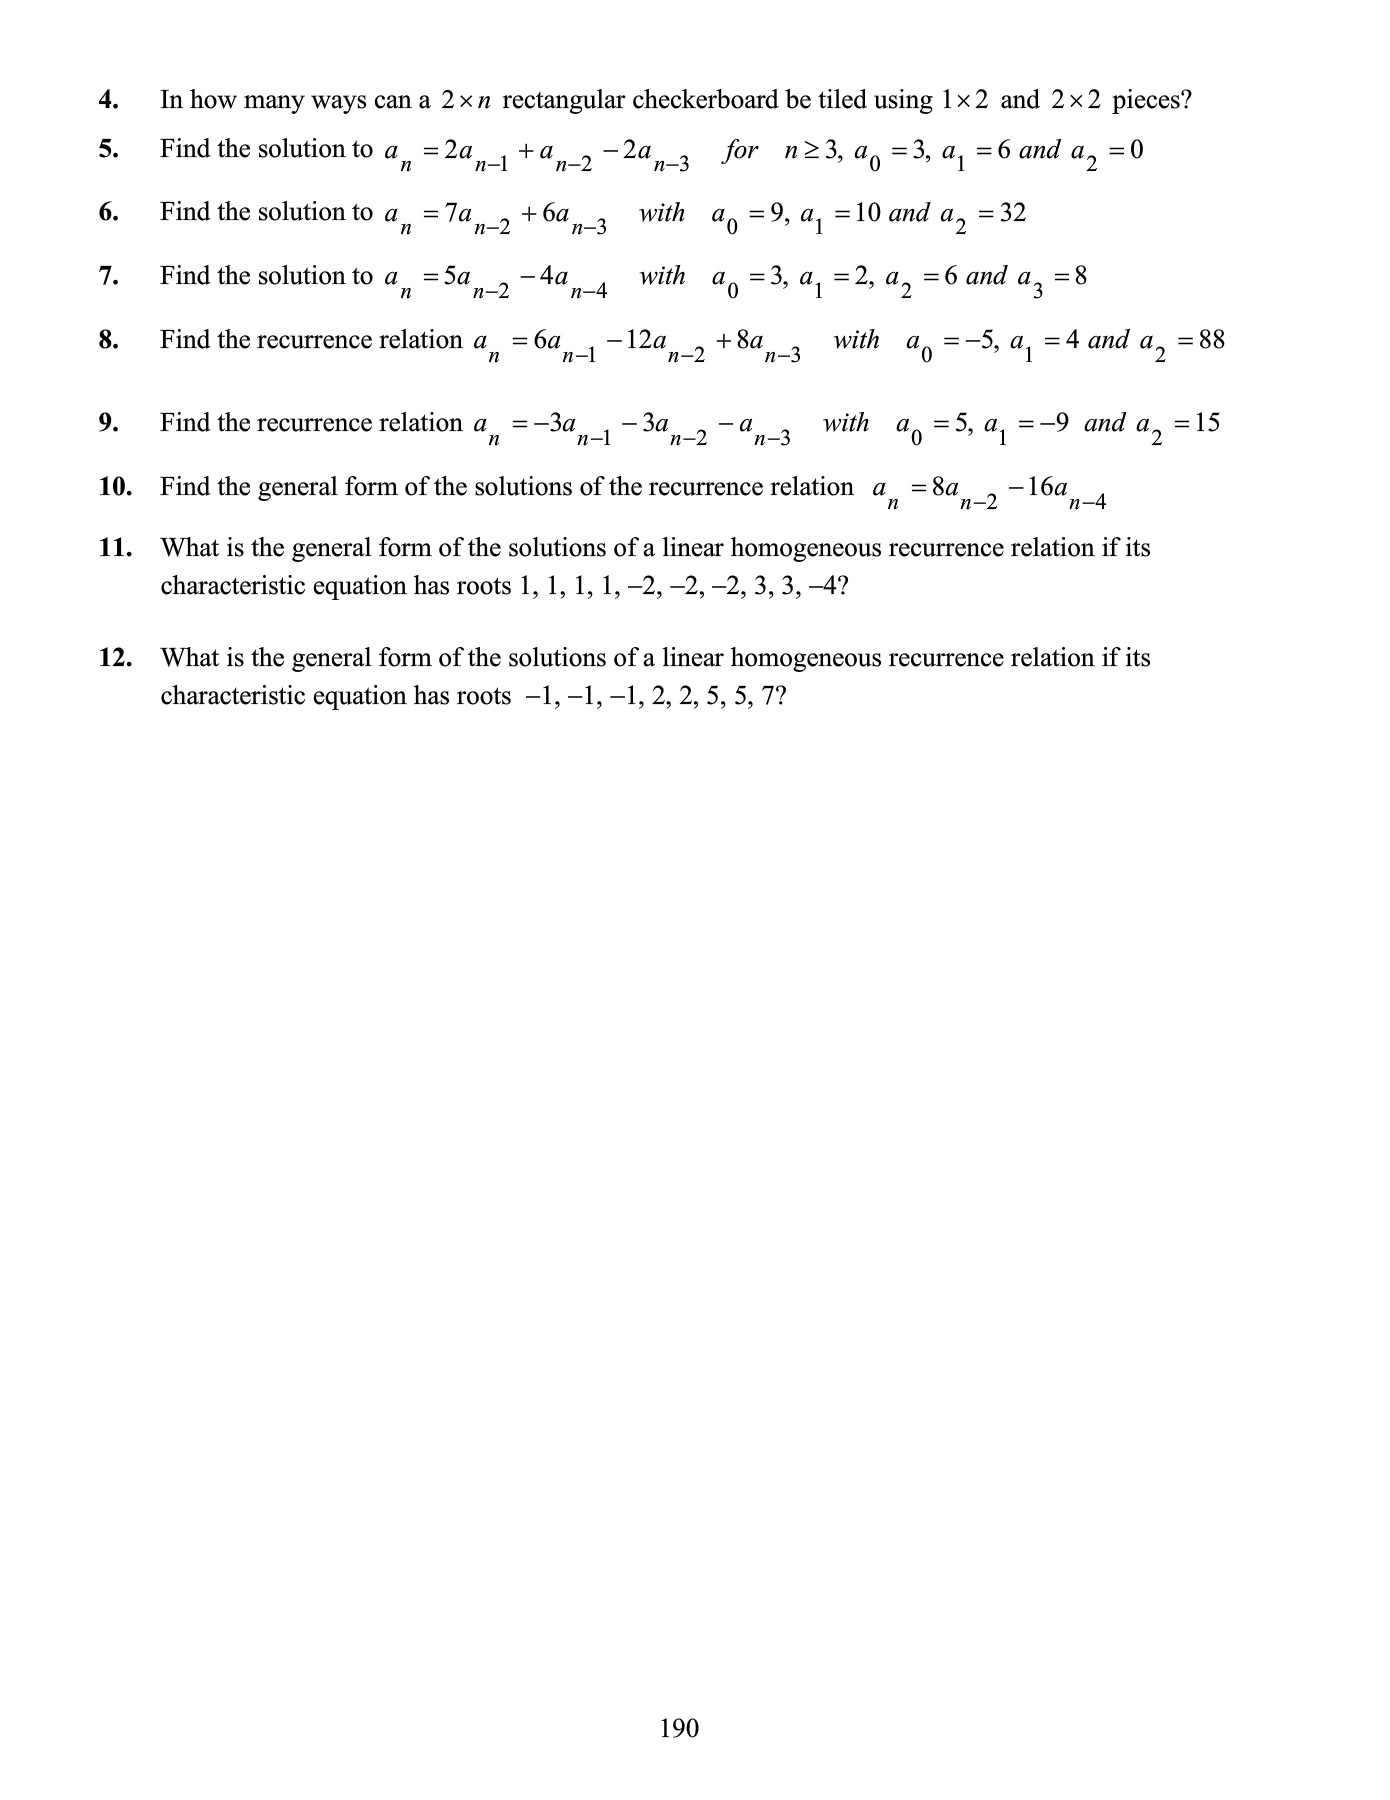 4. In how many ways can a 2×n rectangular checkerboard be tiled using 1×2 and 2×2 pieces?
5. Find the solution to a_n = 2a_{n–1} + a_{n–2} – 2a_{n–3} for n ≥ 3, a_0 = 3, a_1 = 6 and a_2 = 0
6. Find the solution to a_n = 7a_{n–2} + 6a_{n–3} with a_0 = 9, a_1 = 10 and a_2 = 32
7. Find the solution to a_n = 5a_{n–2} – 4a_{n–4} with a_0 = 3, a_1 = 2, a_2 = 6 and a_3 = 8
8. Find the recurrence relation a_n = 6a_{n–1} – 12a_{n–2} + 8a_{n–3} with a_0 = –5, a_1 = 4 and a_2 = 88
9. Find the recurrence relation a_n = –3a_{n–1} – 3a_{n–2} – a_{n–3} with a_0 = 5, a_1 = –9 and a_2 = 15
10. Find the general form of the solutions of the recurrence relation a_n = 8a_{n–2} – 16a_{n–4}
11. What is the general form of the solutions of a linear homogeneous recurrence relation if its
characteristic equation has roots 1, 1, 1, 1, –2, –2, –2, 3, 3, –4?
12. What is the general form of the solutions of a linear homogeneous recurrence relation if its
characteristic equation has roots –1, –1, –1, 2, 2, 5, 5, 7?
190